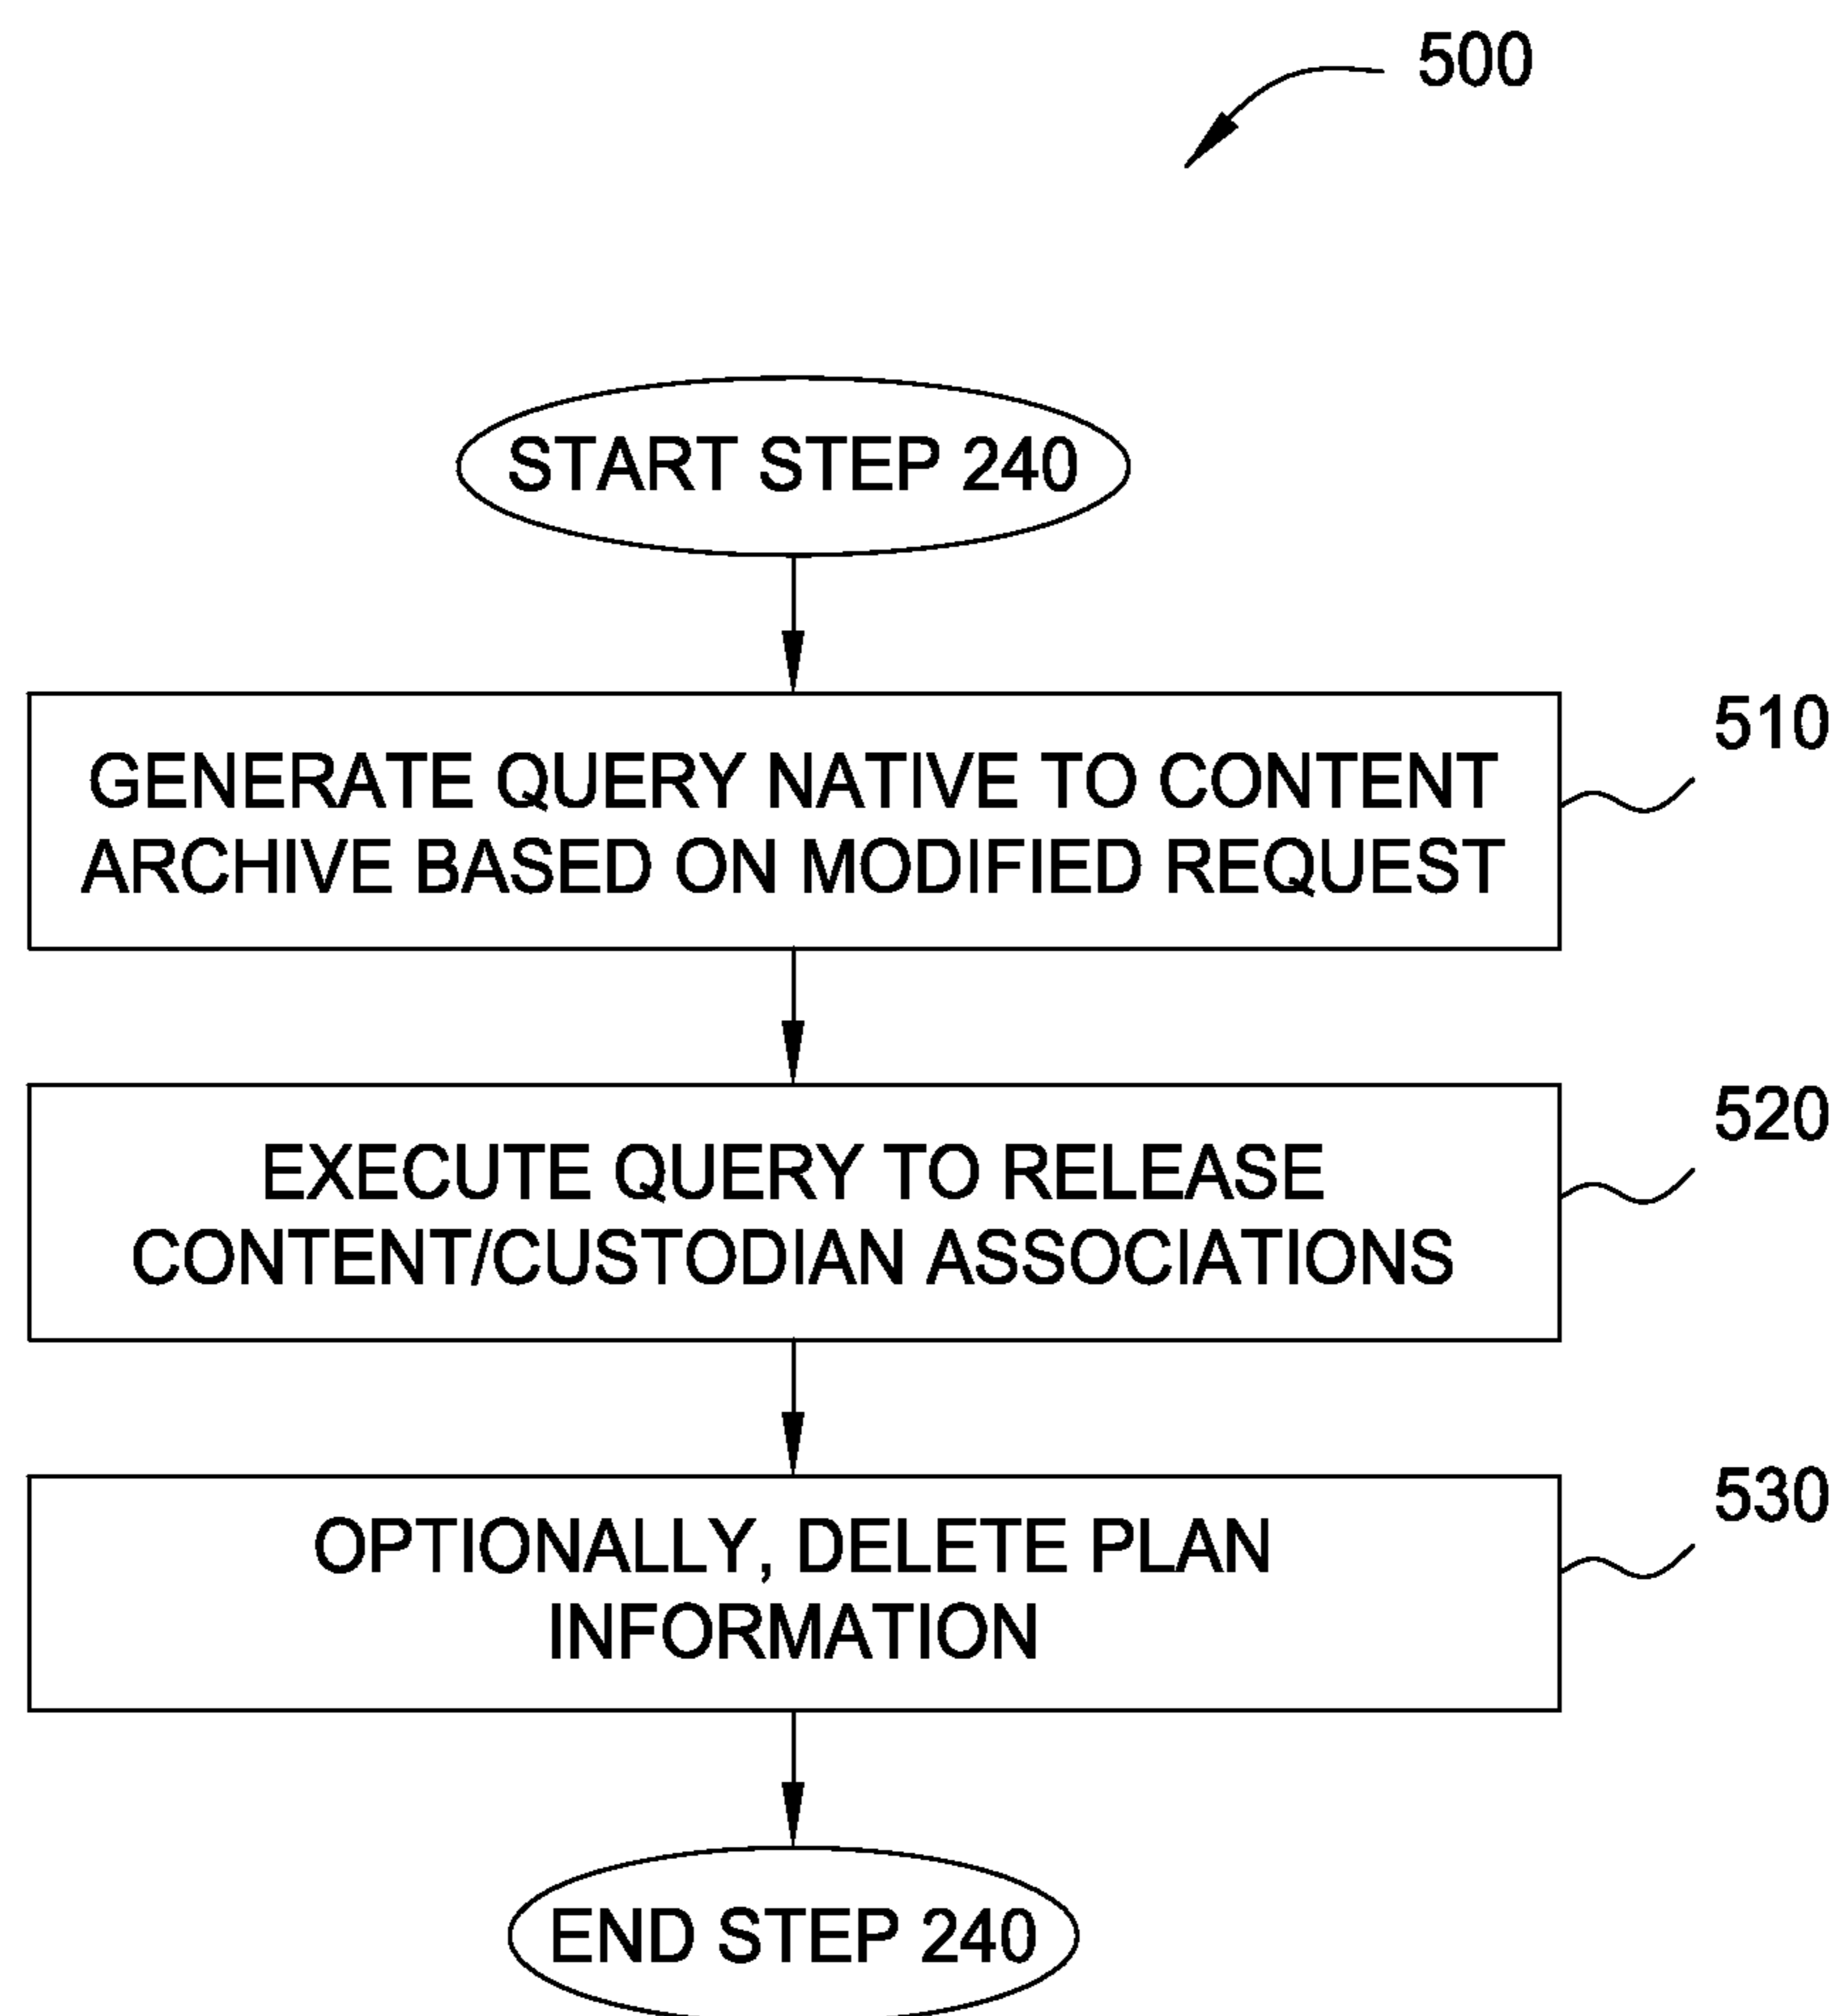 500
START STEP 240
GENERATE QUERY NATIVE TO CONTENT
ARCHIVE BASED ON MODIFIED REQUEST
510
EXECUTE QUERY TO RELEASE
CONTENT/CUSTODIAN ASSOCIATIONS
520
OPTIONALLY, DELETE PLAN
INFORMATION
530
END STEP 240